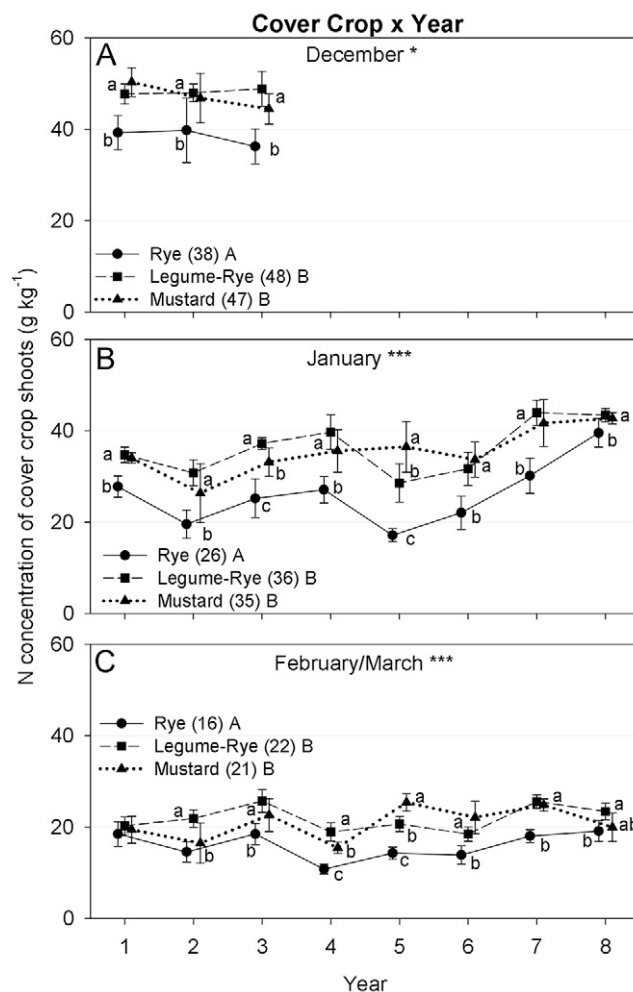 Cover Crop x Year
N concentration of cover crop shoots (g kg⁻¹)
A
December *
60
40
20
0
a
a
a
b
b
b
Rye (38) A
Legume-Rye (48) B
Mustard (47) B
B
January ***
60
40
20
0
a
a
a
a
a
a
a
a
b
b
b
b
b
b
b
c
c
Rye (26) A
Legume-Rye (36) B
Mustard (35) B
C
February/March ***
60
40
20
0
Rye (16) A
Legume-Rye (22) B
Mustard (21) B
a
a
a
a
a
a
a
ab
b
b
b
b
b
b
b
b
c
c
1 2 3 4 5 6 7 8
Year